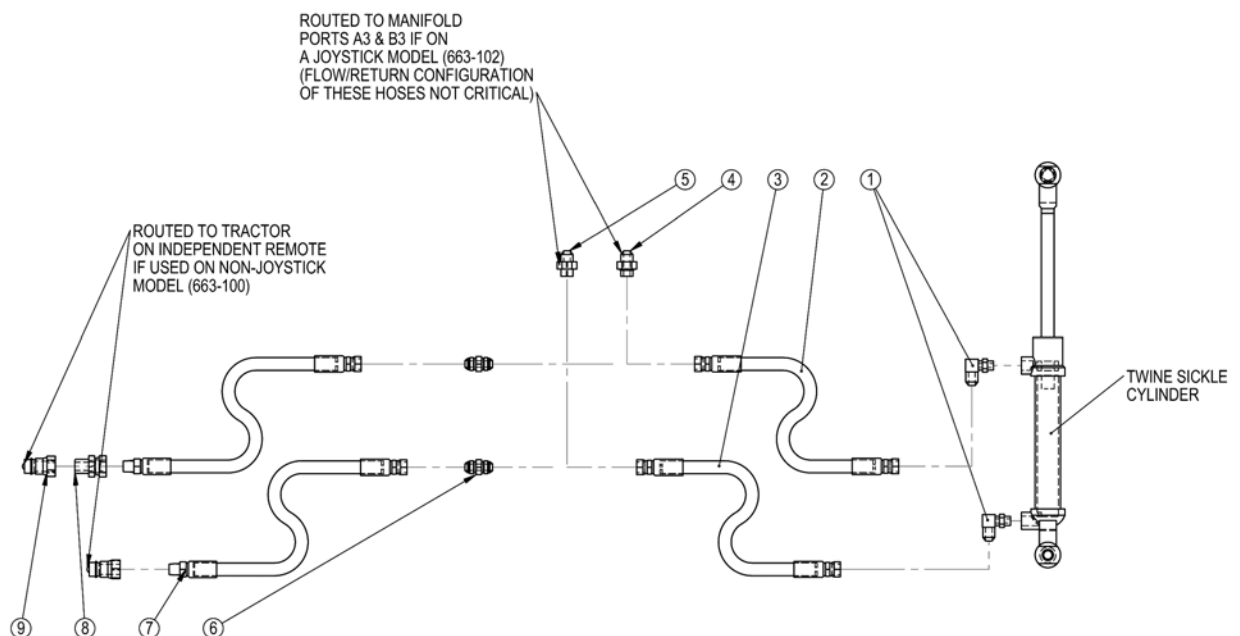 ROUTED TO MANIFOLD
PORTS A3 & B3 IF ON
A JOYSTICK MODEL (663-102)
(FLOW/RETURN CONFIGURATION
OF THESE HOSES NOT CRITICAL)
5
4
3
2
1
ROUTED TO TRACTOR
ON INDEPENDENT REMOTE
IF USED ON NON-JOYSTICK
MODEL (663-100)
TWINE SICKLE
CYLINDER
9
8
7
6